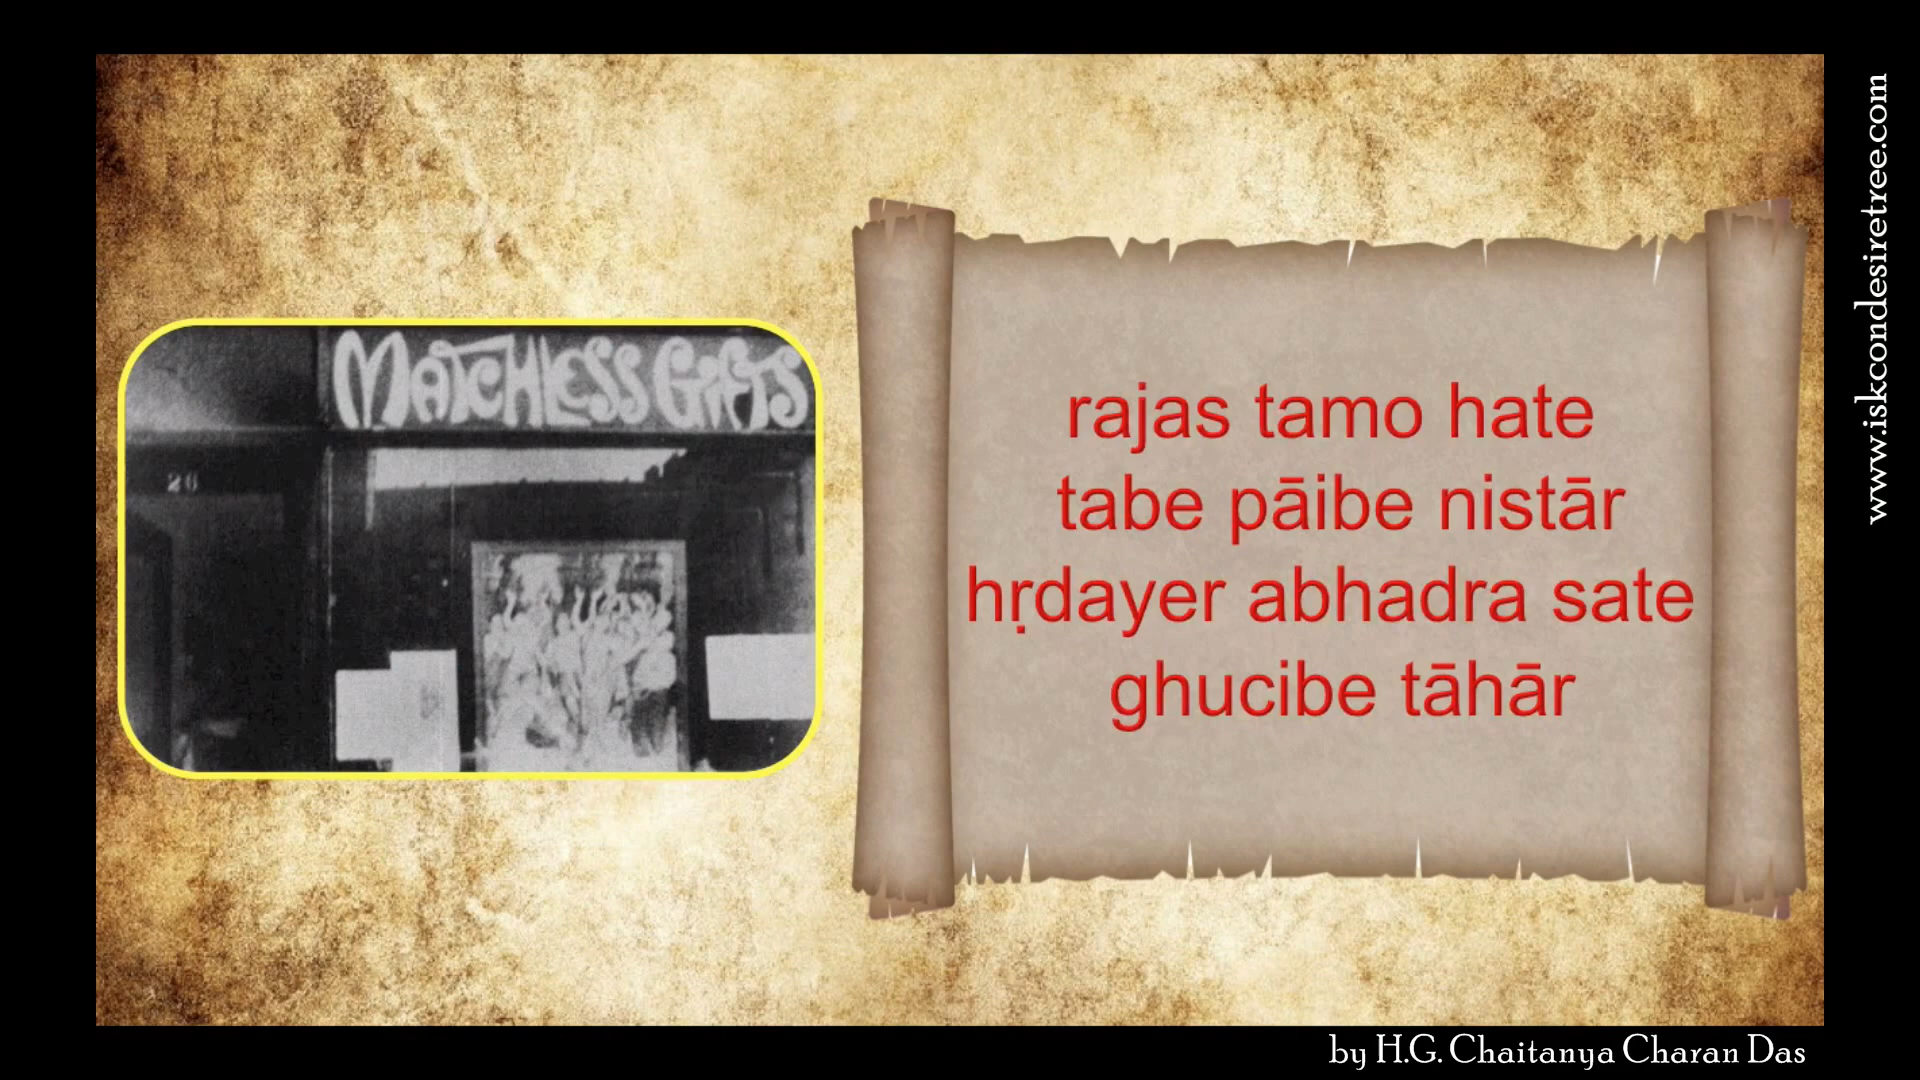 MATCHLESS GIFTS
26
rajas tamo hate
tabe pāibe nistār
hṛdayer abhadra sate
ghucibe tāhār
www.iskcondesiretree.com
by H.G. Chaitanya Charan Das